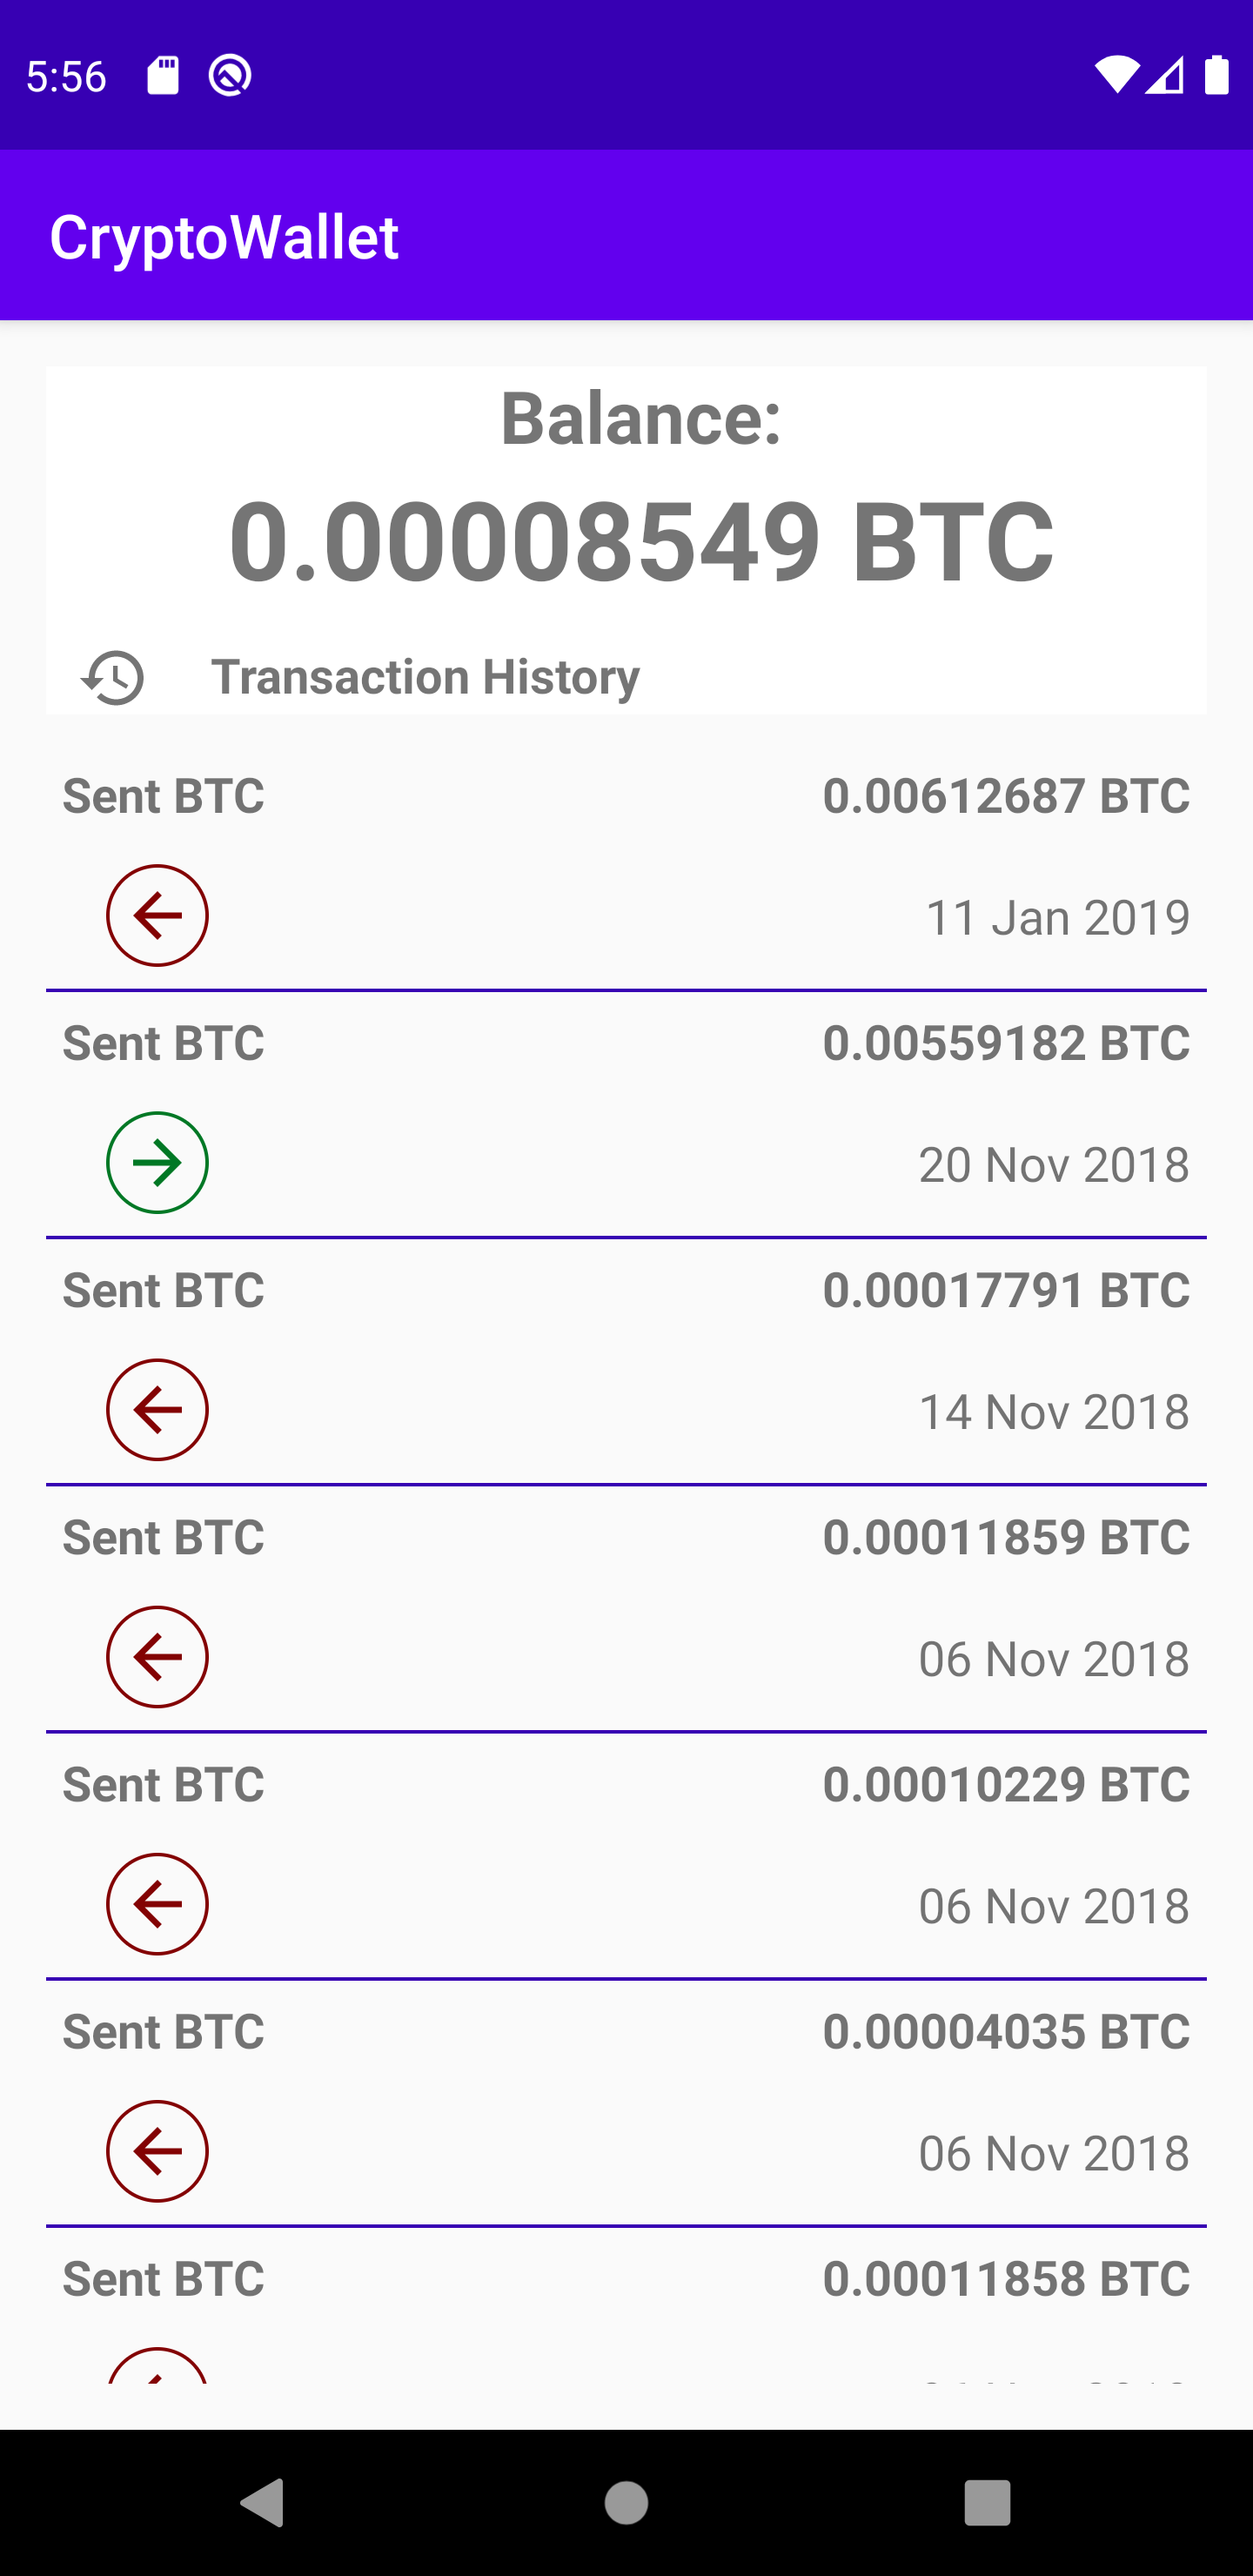 5:56
CryptoWallet
Balance:
0.00008549 BTC
Transaction History
Sent BTC 0.00612687 BTC
11 Jan 2019
Sent BTC 0.00559182 BTC
20 Nov 2018
Sent BTC 0.00017791 BTC
14 Nov 2018
Sent BTC 0.00011859 BTC
06 Nov 2018
Sent BTC 0.00010229 BTC
06 Nov 2018
Sent BTC 0.00004035 BTC
06 Nov 2018
Sent BTC 0.00011858 BTC